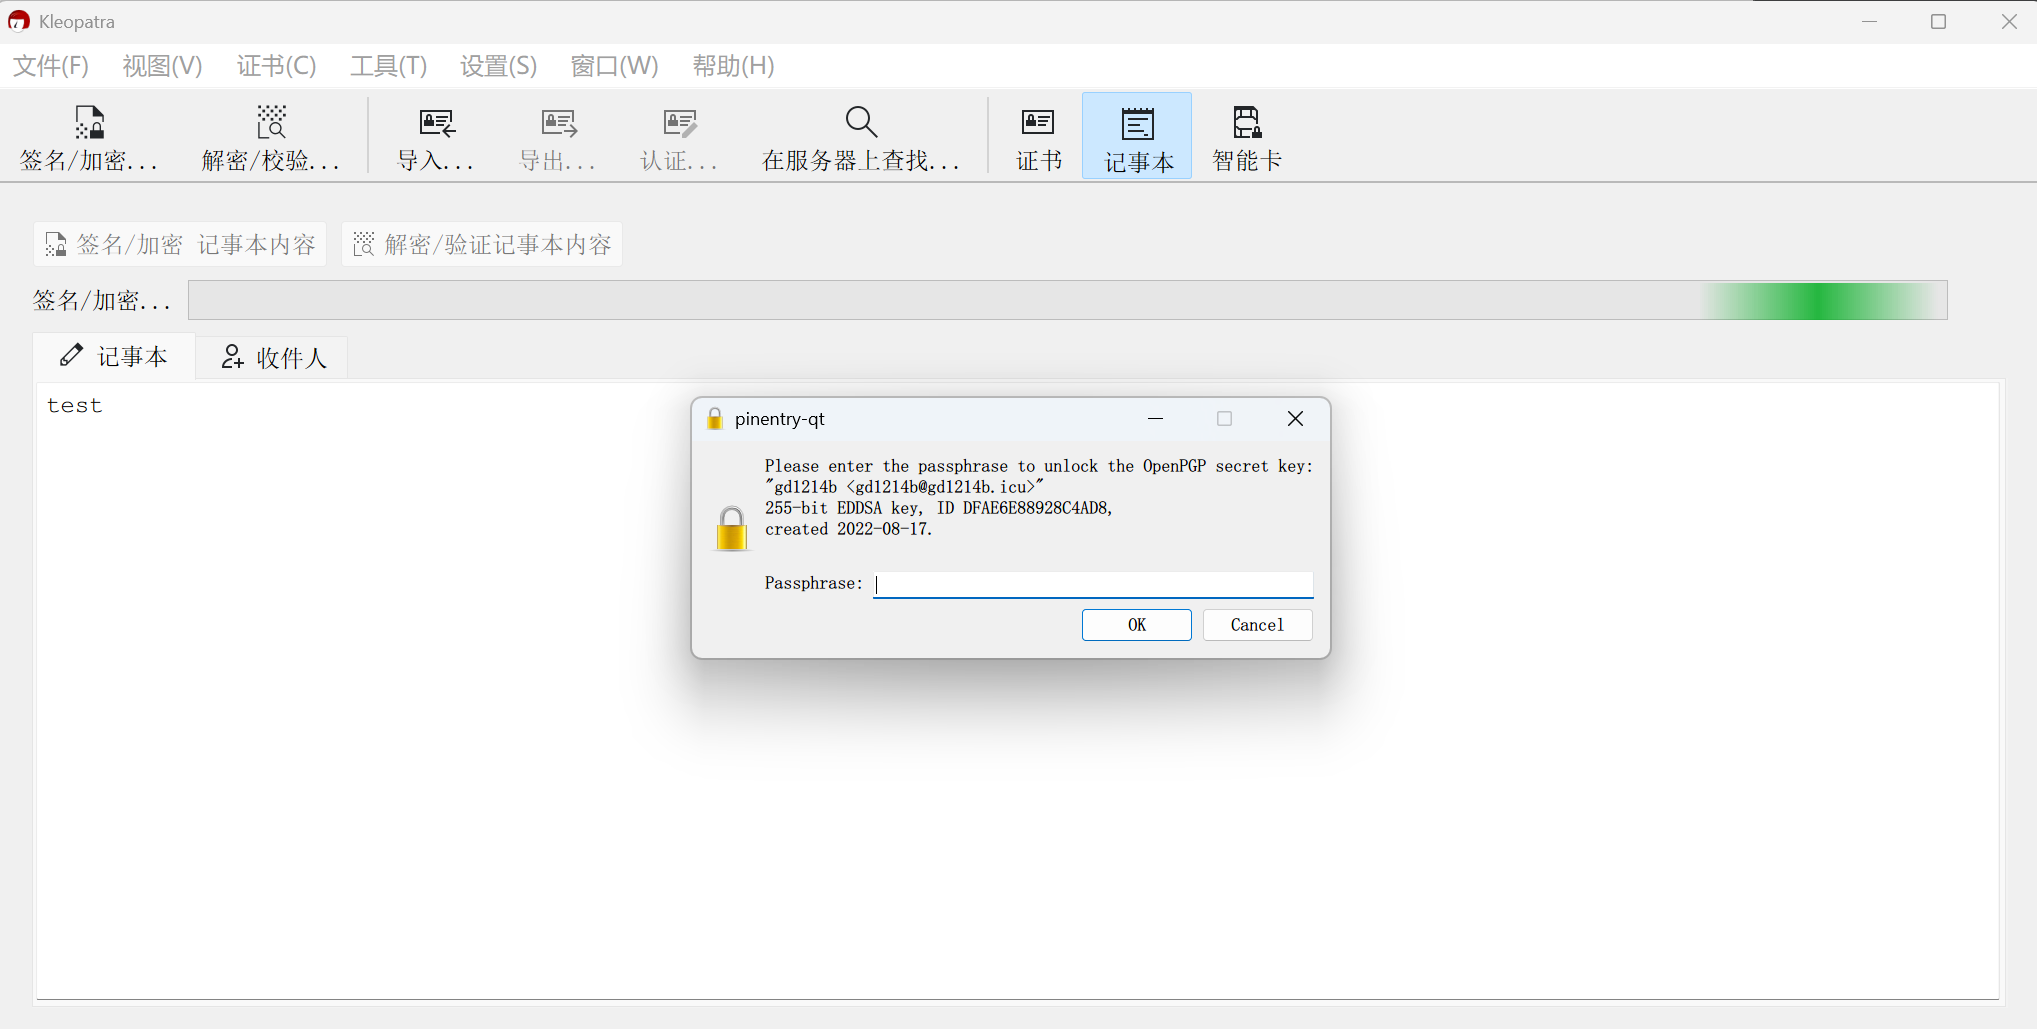 Kleopatra
文件(F) 视图(V) 证书(C) 工具(T) 设置(S) 窗口(W) 帮助(H)
签名/加密... 解密/校验... 导入... 导出... 认证... 在服务器上查找... 证书 记事本 智能卡
签名/加密 记事本内容 解密/验证记事本内容
签名/加密...
记事本 收件人
test
pinentry-qt
Please enter the passphrase to unlock the OpenPGP secret key:
"gd1214b <gd1214b@gd1214b.icu>"
255-bit EDDSA key, ID DFAE6E88928C4AD8,
created 2022-08-17.
Passphrase:
OK Cancel